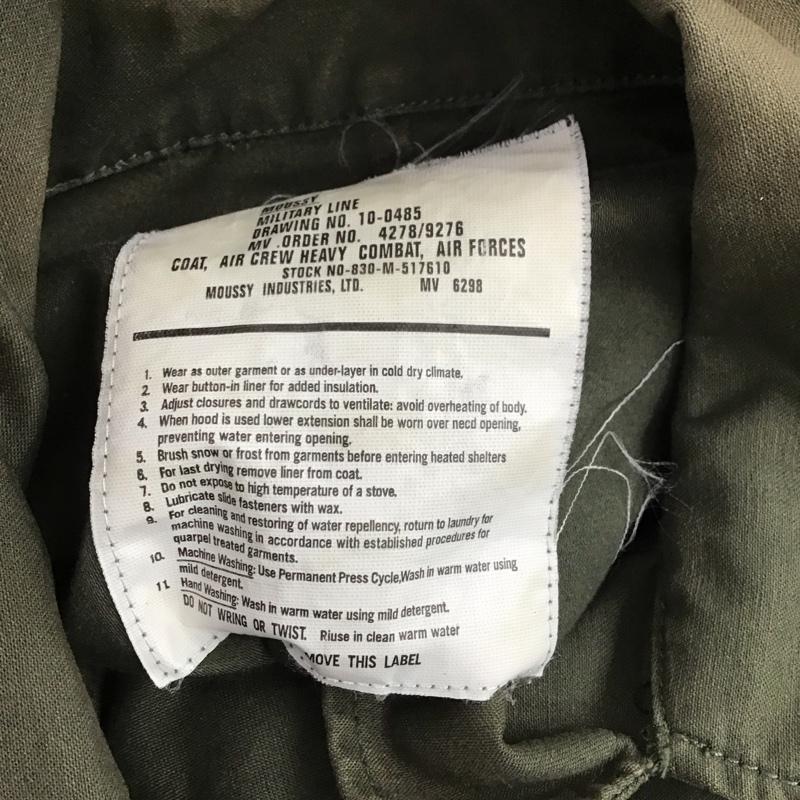 MOUSSY
MILITARY LINE
DRAWING NO. 10-0485
MV .ORDER NO. 4278/9276
COAT, AIR CREW HEAVY COMBAT, AIR FORCES
STOCK NO-830-M-517610
MOUSSY INDUSTRIES, LTD. MV 6298
1. Wear as outer garment or as under-layer in cold dry climate.
2. Wear button-in liner for added insulation.
3. Adjust closures and drawcords to ventilate: avoid overheating of body.
4. When hood is used lower extension shall be worn over necd opening,
preventing water entering opening.
5. Brush snow or frost from garments before entering heated shelters
6. For last drying remove liner from coat.
7. Do not expose to high temperature of a stove.
8. Lubricate slide fasteners with wax.
9. For cleaning and restoring of water repellency, return to laundry for
machine washing in accordance with established procedures for
quarpel treated garments.
10. Machine Washing: Use Permanent Press Cycle,Wash in warm water using
mild detergent.
11. Hand Washing: Wash in warm water using mild detergent.
DO NOT WRING OR TWIST. Riuse in clean warm water
MOVE THIS LABEL